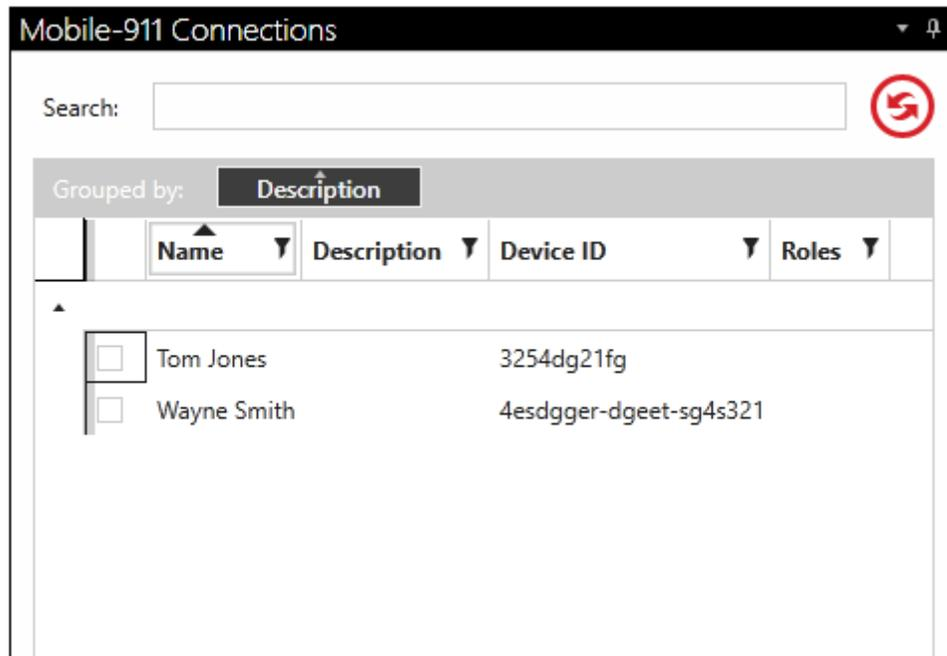 Mobile-911 Connections
Search:
Grouped by: Description
Name Description Device ID Roles
Tom Jones 3254dg21fg
Wayne Smith 4esdgger-dgeet-sg4s321